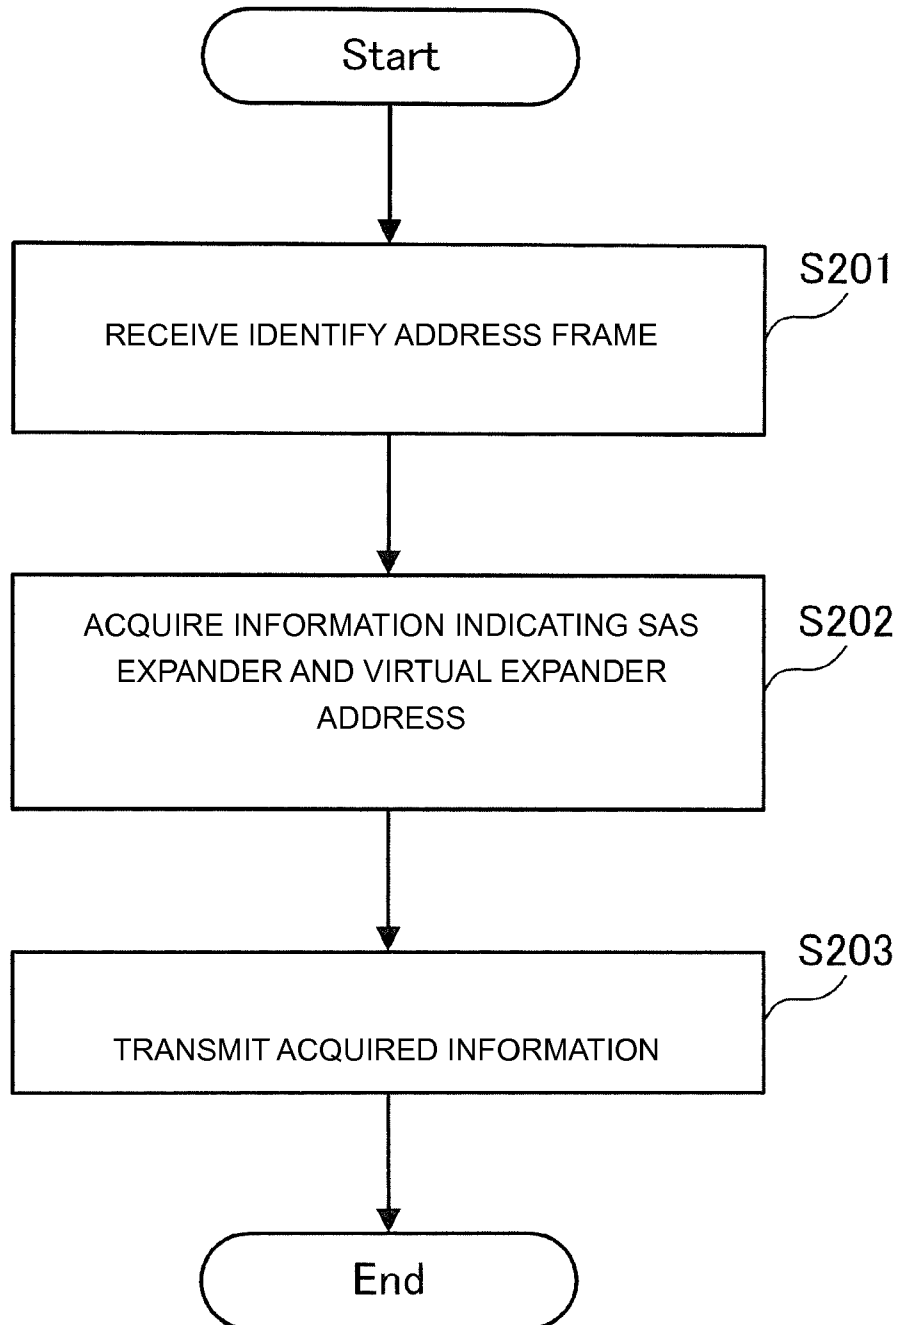 Start
S201
RECEIVE IDENTIFY ADDRESS FRAME
S202
ACQUIRE INFORMATION INDICATING SAS
EXPANDER AND VIRTUAL EXPANDER
ADDRESS
S203
TRANSMIT ACQUIRED INFORMATION
End